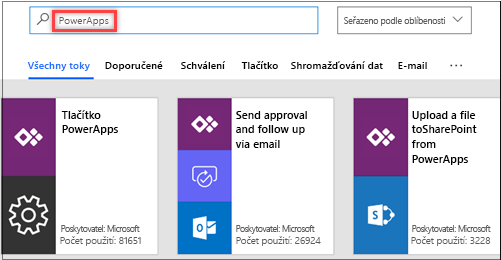 PowerApps
Seřazeno podle oblíbenosti
Všechny toky Doporučené Schválení Tlačítko Shromažďování dat E-mail ...
Tlačítko
PowerApps
Poskytovatel: Microsoft
Počet použití: 81651
Send approval
and follow up
via email
Poskytovatel: Microsoft
Počet použití: 26924
Upload a file
toSharePoint
from
PowerApps
Poskytovatel: Microsoft
Počet použití: 3228